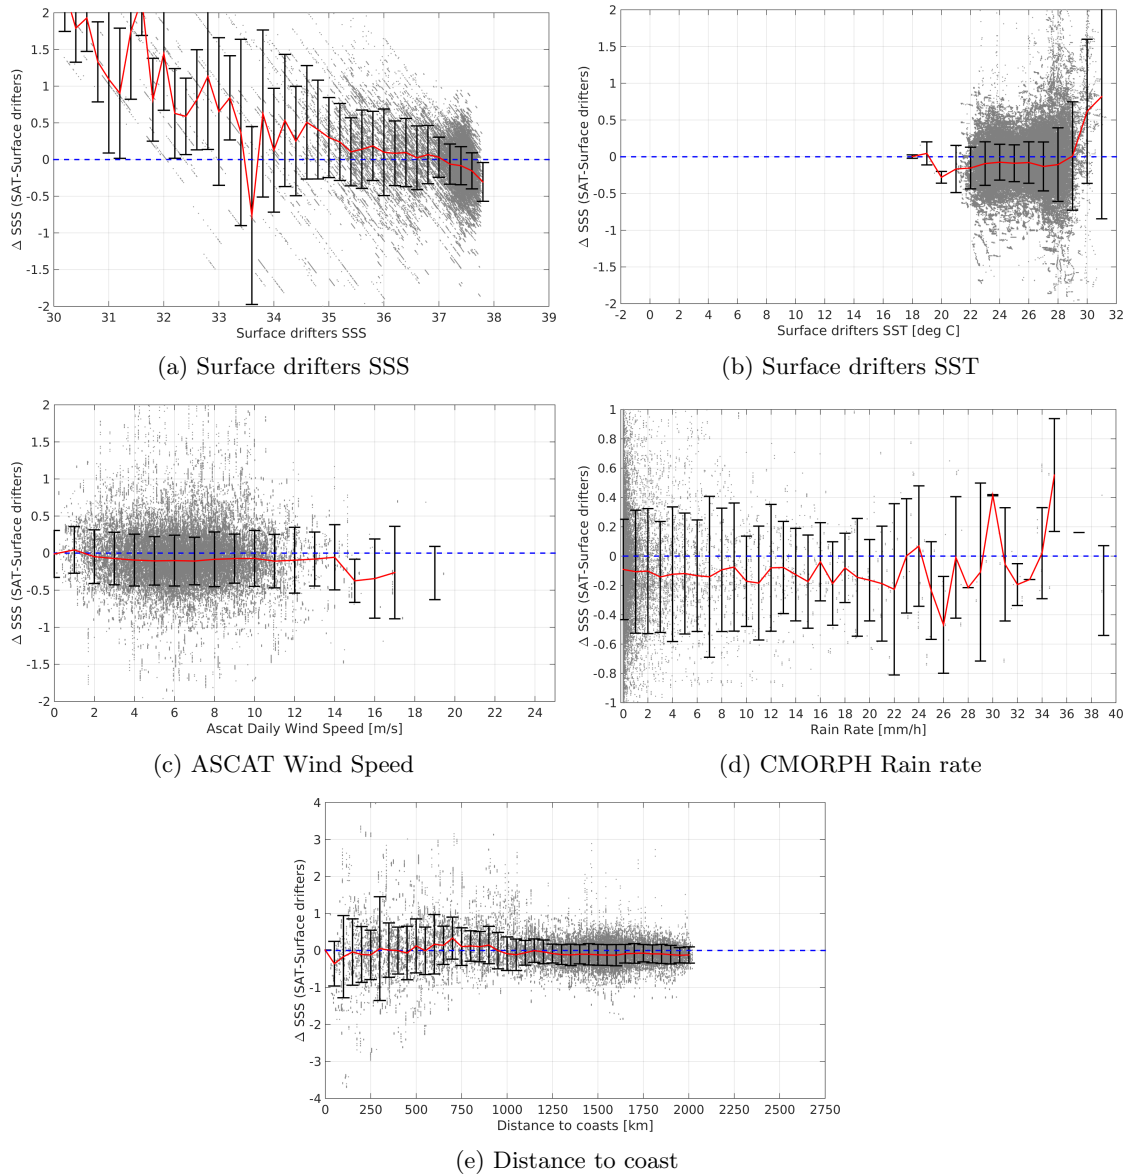 2
1.5
1
0.5
0
-0.5
-1
-1.5
-2
Δ SSS (SAT-Surface drifters)
30 31 32 33 34 35 36 37 38 39
Surface drifters SSS
(a) Surface drifters SSS
2
1.5
1
0.5
0
-0.5
-1
-1.5
-2
Δ SSS (SAT-Surface drifters)
-2 0 2 4 6 8 10 12 14 16 18 20 22 24 26 28 30 32
Surface drifters SST [deg C]
(b) Surface drifters SST
2
1.5
1
0.5
0
-0.5
-1
-1.5
-2
Δ SSS (SAT-Surface drifters)
0 2 4 6 8 10 12 14 16 18 20 22 24
Ascat Daily Wind Speed [m/s]
(c) ASCAT Wind Speed
1
0.8
0.6
0.4
0.2
0
-0.2
-0.4
-0.6
-0.8
-1
Δ SSS (SAT-Surface drifters)
0 2 4 6 8 10 12 14 16 18 20 22 24 26 28 30 32 34 36 38 40
Rain Rate [mm/h]
(d) CMORPH Rain rate
4
3
2
1
0
-1
-2
-3
-4
Δ SSS (SAT-Surface drifters)
0 250 500 750 1000 1250 1500 1750 2000 2250 2500 2750
Distance to coasts [km]
(e) Distance to coast